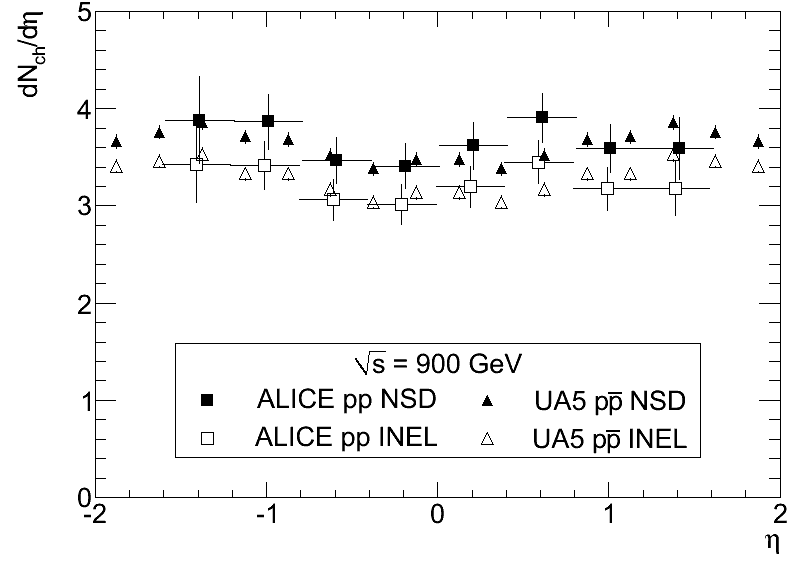 dN_ch/dη
5
4
3
2
1
0
√s = 900 GeV
ALICE pp NSD
UA5 pp̅ NSD
ALICE pp INEL
UA5 pp̅ INEL
-2 -1 0 1 2
η